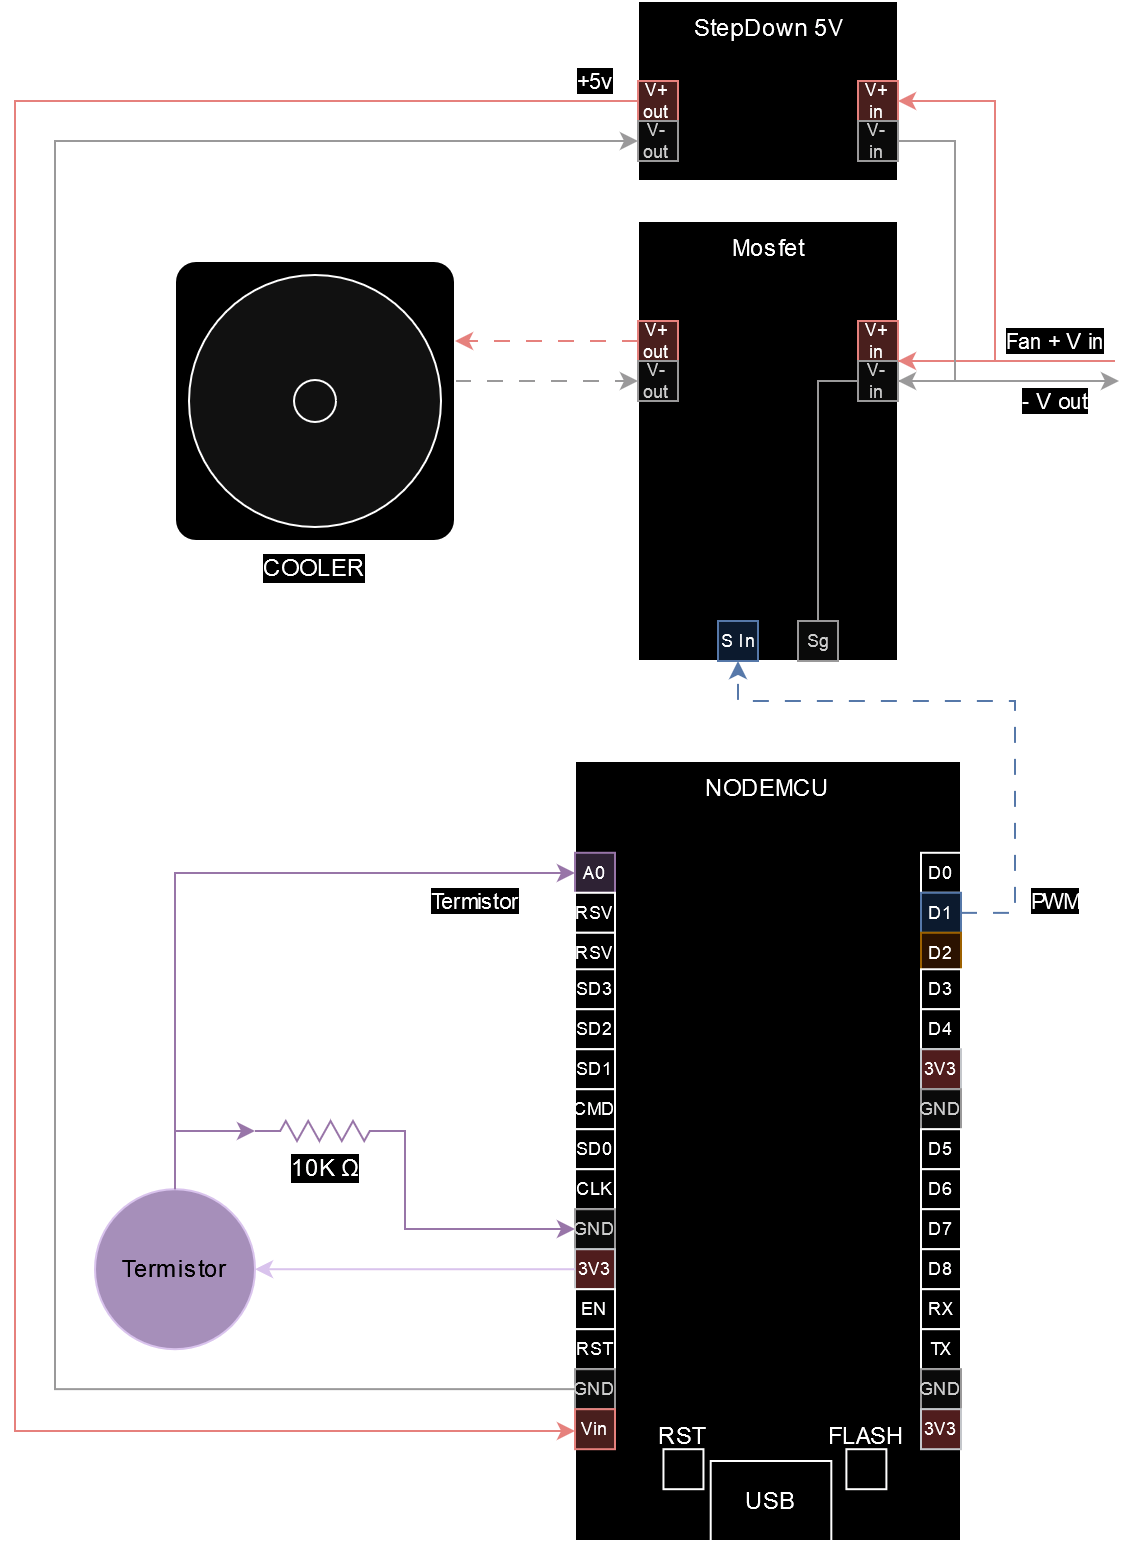 StepDown 5V
+5v
V+
out
V-
out
V+
in
V-
in
Mosfet
V+
out
V-
out
V+
in
V-
in
Fan + V in
- V out
COOLER
S In
Sg
NODEMCU
A0
RSV
RSV
SD3
SD2
SD1
CMD
SD0
CLK
GND
3V3
EN
RST
GND
Vin
D0
D1
D2
D3
D4
3V3
GND
D5
D6
D7
D8
RX
TX
GND
3V3
PWM
Termistor
10K Ω
Termistor
RST
FLASH
USB